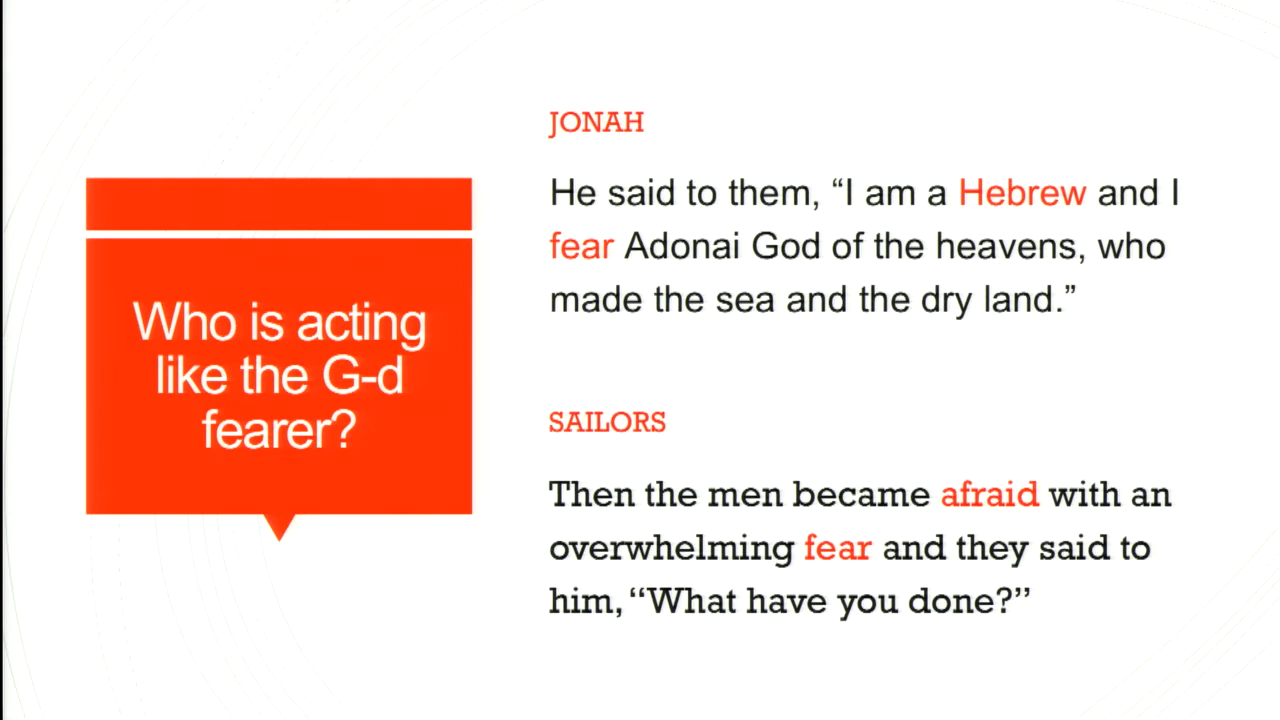 Who is acting
like the G-d
fearer?
JONAH
He said to them, “I am a Hebrew and I
fear Adonai God of the heavens, who
made the sea and the dry land.”
SAILORS
Then the men became afraid with an
overwhelming fear and they said to
him, “What have you done?”